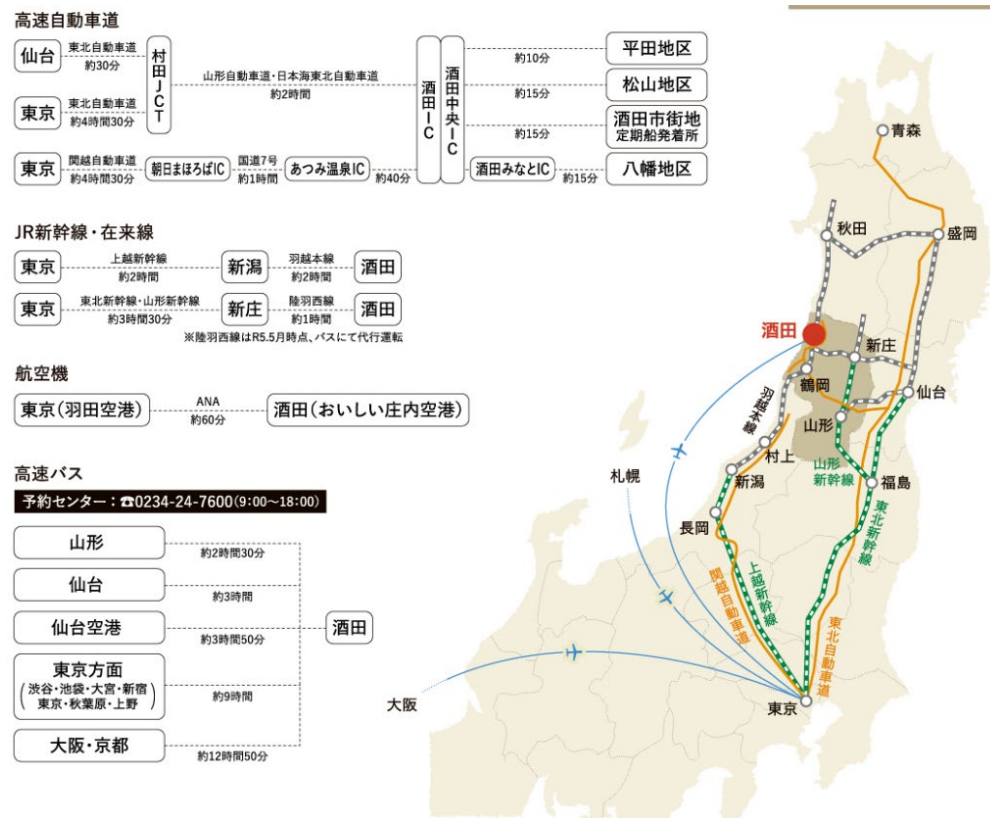 高速自動車道
仙台
東北自動車道
約30分
東京
東北自動車道
約4時間30分
村田JCT
山形自動車道・日本海東北自動車道
約2時間
東京
関越自動車道
約4時間30分
朝日まほろばIC
国道7号
約1時間
あつみ温泉IC
約40分
酒田IC
酒田中央IC
約10分
平田地区
約15分
松山地区
約15分
酒田市街地
定期船発着所
酒田みなとIC
約15分
八幡地区
JR新幹線・在来線
東京
上越新幹線
約2時間
新潟
羽越本線
約2時間
酒田
東京
東北新幹線・山形新幹線
約3時間30分
新庄
陸羽西線
約1時間
酒田
※陸羽西線はR5.5月時点、バスにて代行運転
航空機
東京(羽田空港)
ANA
約60分
酒田(おいしい庄内空港)
高速バス
予約センター:☎0234-24-7600(9:00〜18:00)
山形
約2時間30分
仙台
約3時間
仙台空港
約3時間50分
東京方面
(渋谷・池袋・大宮・新宿
東京・秋葉原・上野)
約9時間
大阪・京都
約12時間50分
酒田
青森
秋田
盛岡
酒田
新庄
鶴岡
仙台
羽越本線
山形
村上
山形
新幹線
札幌
新潟
福島
長岡
東北新幹線
上越新幹線
関越自動車道
東北自動車道
大阪
東京